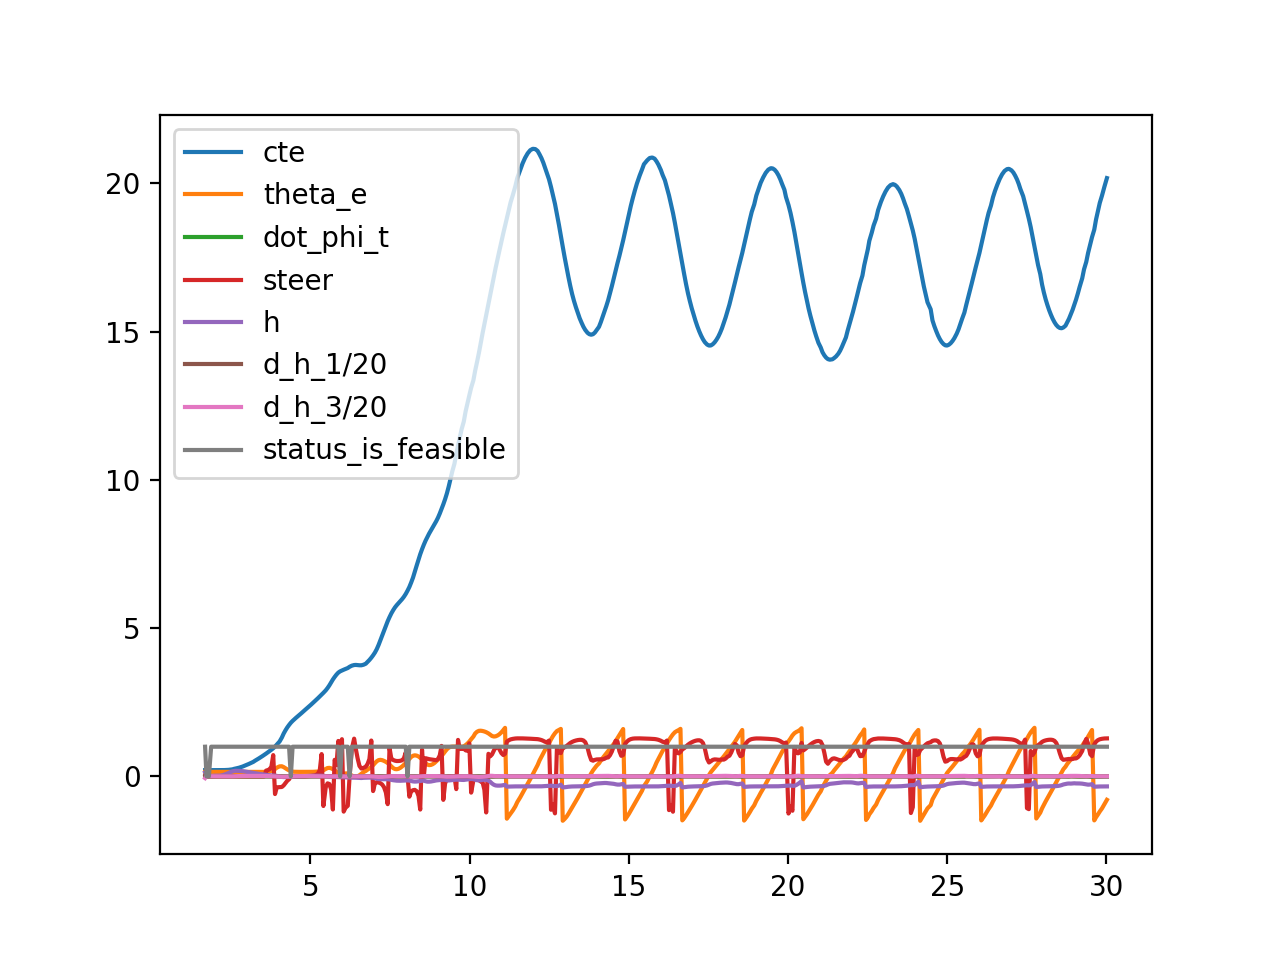 cte
theta_e
dot_phi_t
steer
h
d_h_1/20
d_h_3/20
status_is_feasible
20
15
10
5
0
5 10 15 20 25 30